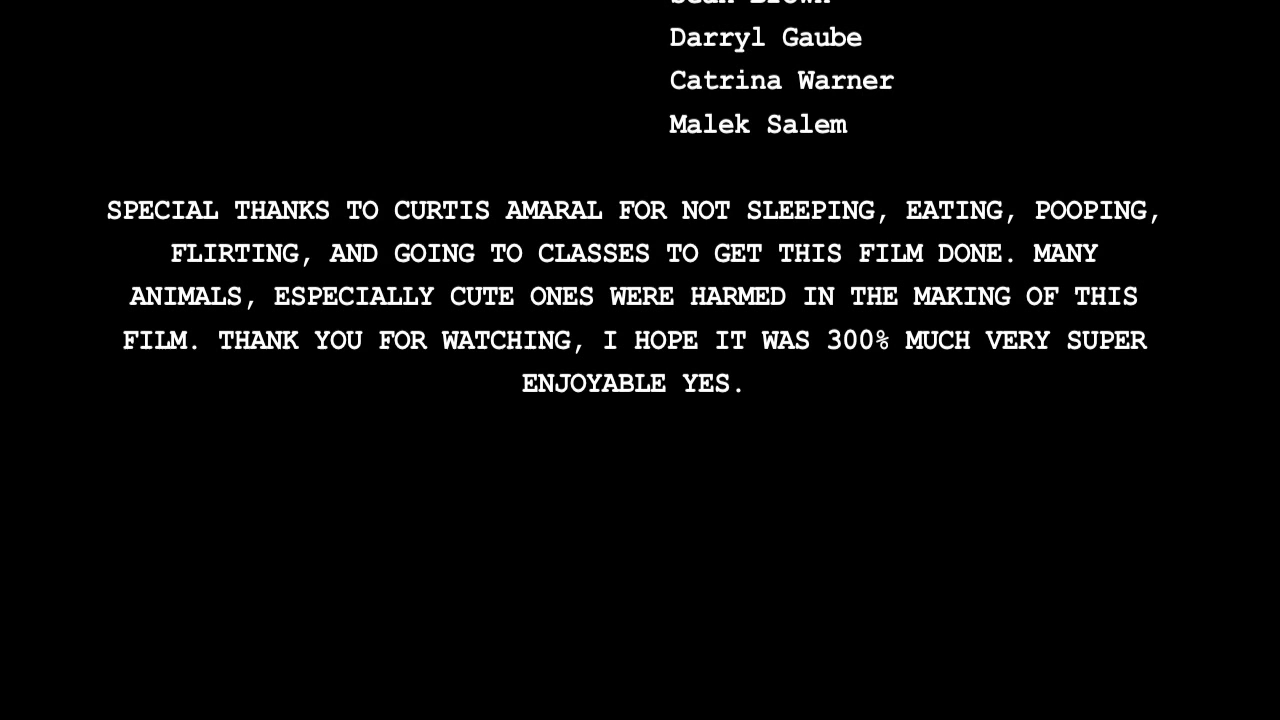 Sean Brown
Darryl Gaube
Catrina Warner
Malek Salem
SPECIAL THANKS TO CURTIS AMARAL FOR NOT SLEEPING, EATING, POOPING,
FLIRTING, AND GOING TO CLASSES TO GET THIS FILM DONE. MANY
ANIMALS, ESPECIALLY CUTE ONES WERE HARMED IN THE MAKING OF THIS
FILM. THANK YOU FOR WATCHING, I HOPE IT WAS 300% MUCH VERY SUPER
ENJOYABLE YES.